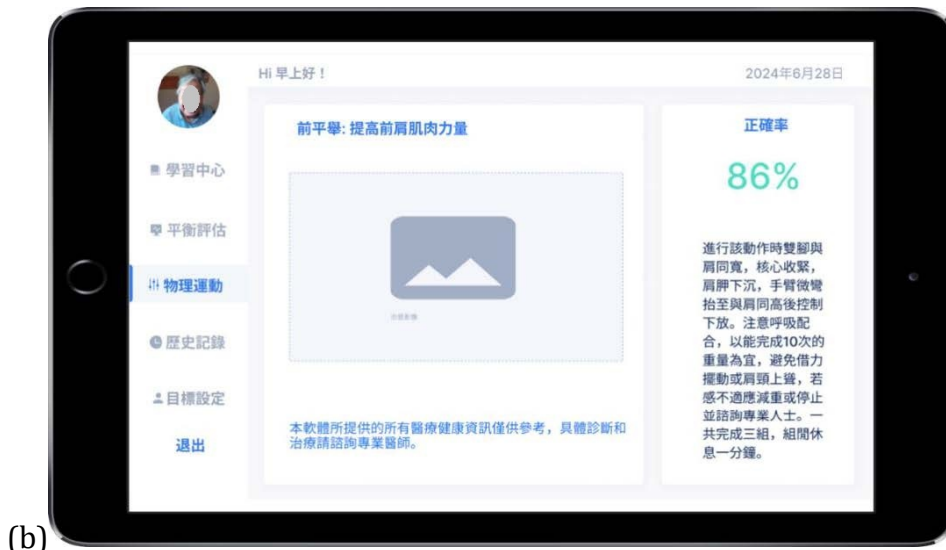 Hi 早上好！
2024年6月28日
學習中心
平衡評估
物理運動
歷史記錄
目標設定
退出
前平舉: 提高前肩肌肉力量
本軟體所提供的所有醫療健康資訊僅供參考，具體診斷和
治療請諮詢專業醫師。
正確率
86%
進行該動作時雙腳與
肩同寬，核心收緊，
肩胛下沉，手臂微彎
抬至與肩同高後控制
下放。注意呼吸配
合，以能完成10次的
重量為宜，避免借力
擺動或肩頸上聳，若
感不適應減重或停止
並諮詢專業人士。一
共完成三組，組間休
息一分鐘。
(b)